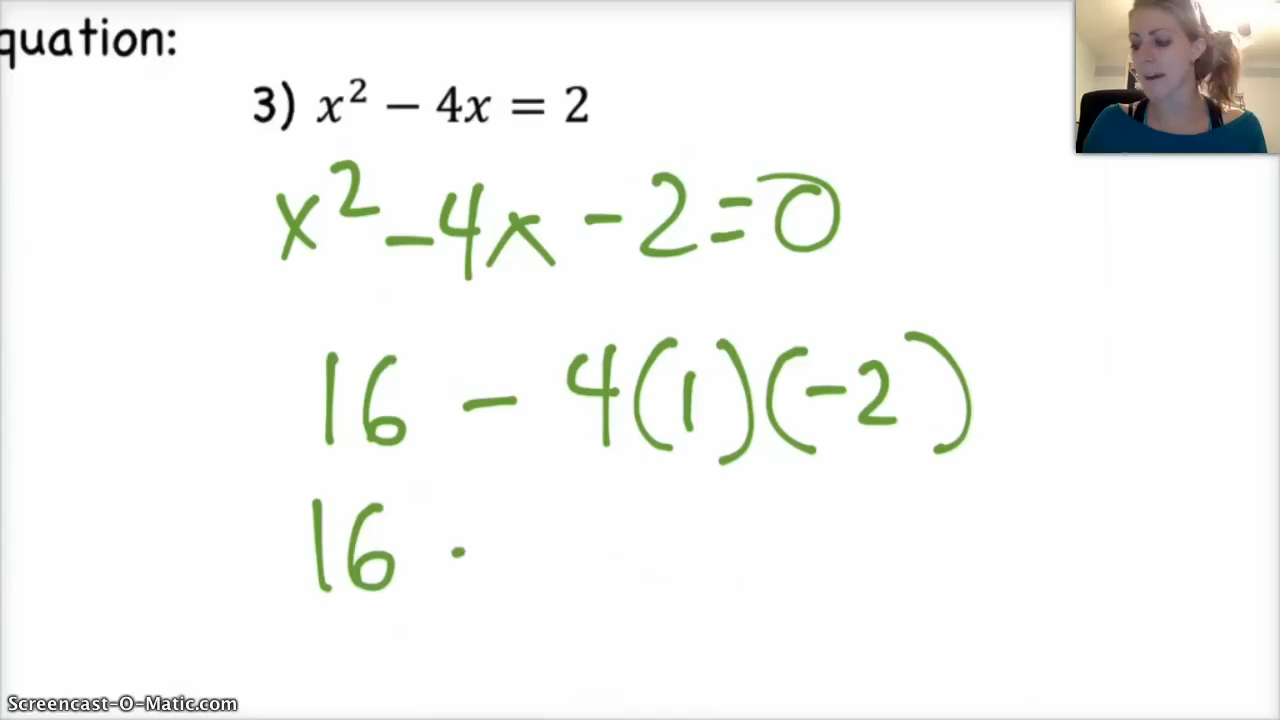 quation:
3) x² − 4x = 2
x² - 4x - 2 = 0
16 - 4(1)(-2)
16 ·
Screencast-O-Matic.com